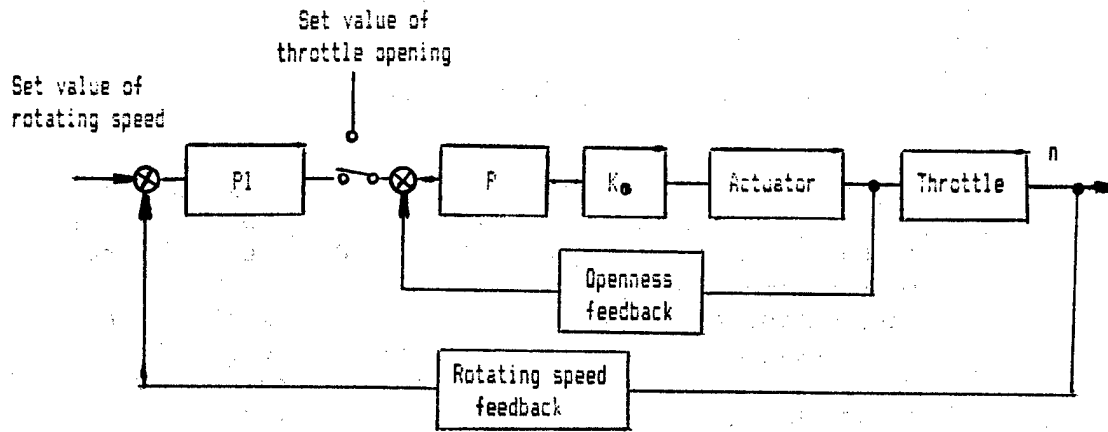 Set value of
throttle opening
Set value of
rotating speed
PI
P
K
Actuator
Throttle
n
Openness
feedback
Rotating speed
feedback